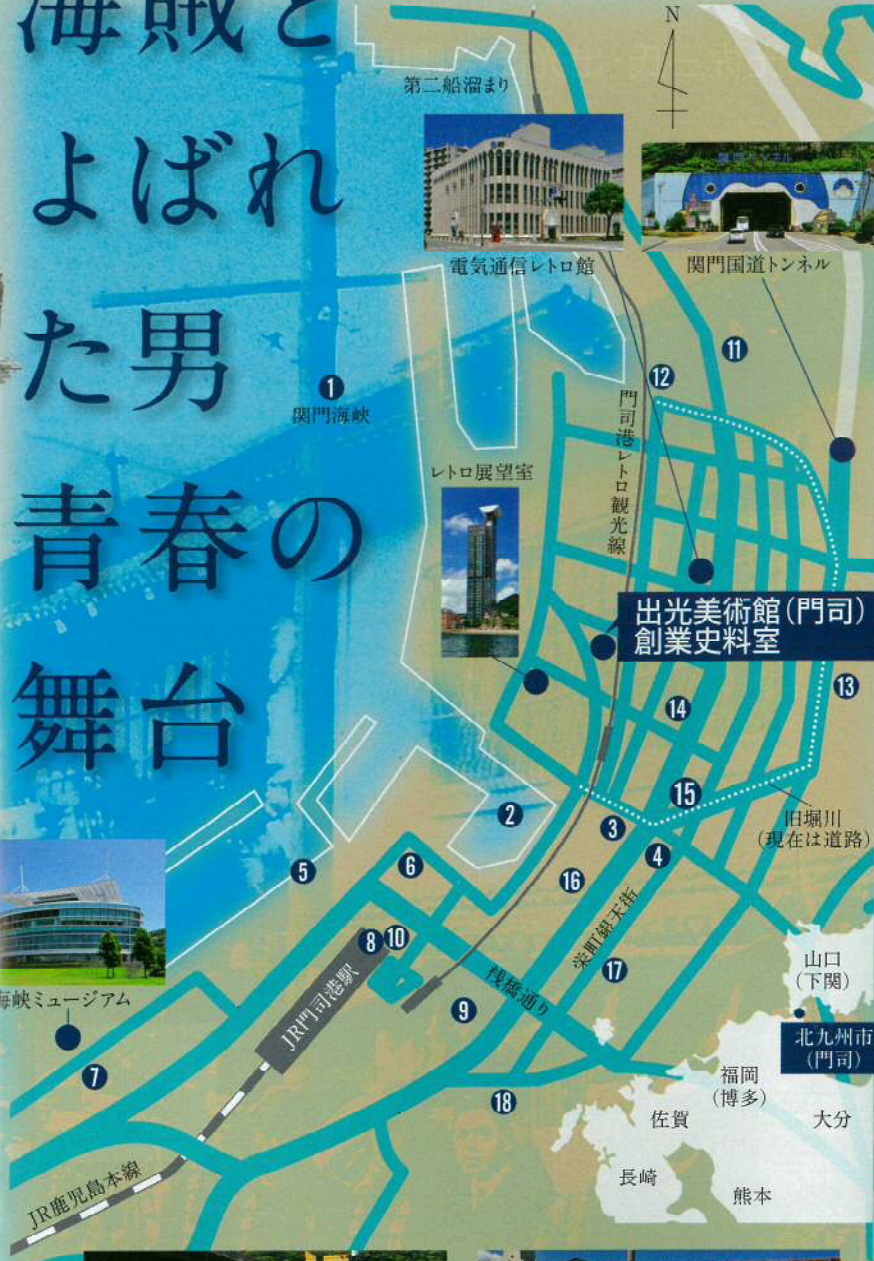 海賊と
よばれ
た男
青春の
舞台
N
第二船溜まり
関門トンネル
電気通信レトロ館
関門国道トンネル
11
12
1
関門海峡
門司港レトロ観光線
レトロ展望室
出光美術館(門司)
創業史料室
13
14
15
旧堀川
(現在は道路)
2
3
4
5
6
16
栄町銀天街
8
10
17
桟橋通り
9
JR門司港駅
海峡ミュージアム
7
18
JR鹿児島本線
山口
(下関)
北九州市
(門司)
福岡
(博多)
佐賀
大分
長崎
熊本